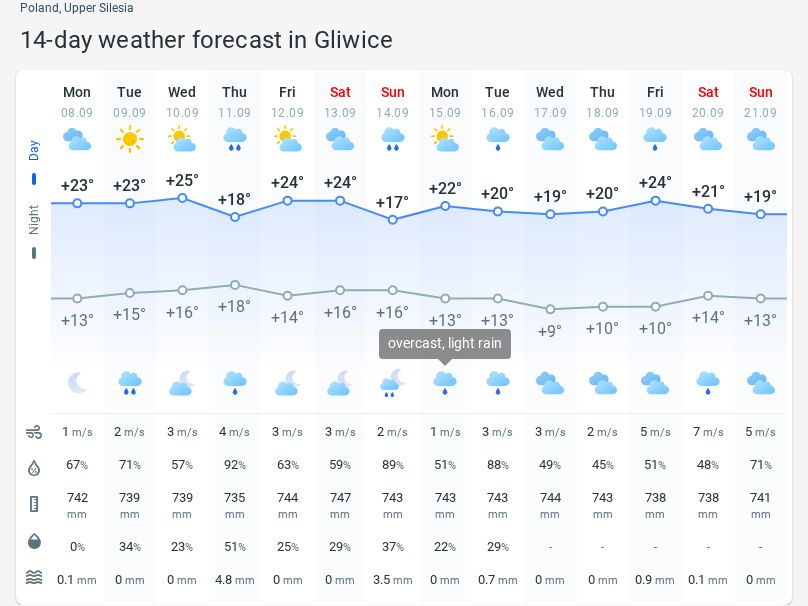 Poland, Upper Silesia
14-day weather forecast in Gliwice
Mon Tue Wed Thu Fri Sat Sun Mon Tue Wed Thu Fri Sat Sun
08.09 09.09 10.09 11.09 12.09 13.09 14.09 15.09 16.09 17.09 18.09 19.09 20.09 21.09
Day
+23° +23° +25° +18° +24° +24° +17° +22° +20° +19° +20° +24° +21° +19°
Night
+13° +15° +16° +18° +14° +16° +16° +13° +13° +9° +10° +10° +14° +13°
overcast, light rain
1 m/s 2 m/s 3 m/s 4 m/s 3 m/s 3 m/s 2 m/s 1 m/s 3 m/s 3 m/s 2 m/s 5 m/s 7 m/s 5 m/s
67% 71% 57% 92% 63% 59% 89% 51% 88% 49% 45% 51% 48% 71%
742 739 739 735 744 747 743 743 743 744 743 738 738 741
mm mm mm mm mm mm mm mm mm mm mm mm mm mm
0% 34% 23% 51% 25% 29% 37% 22% 29% - - - - -
0.1 mm 0 mm 0 mm 4.8 mm 0 mm 0 mm 3.5 mm 0 mm 0.7 mm 0 mm 0 mm 0.9 mm 0.1 mm 0 mm